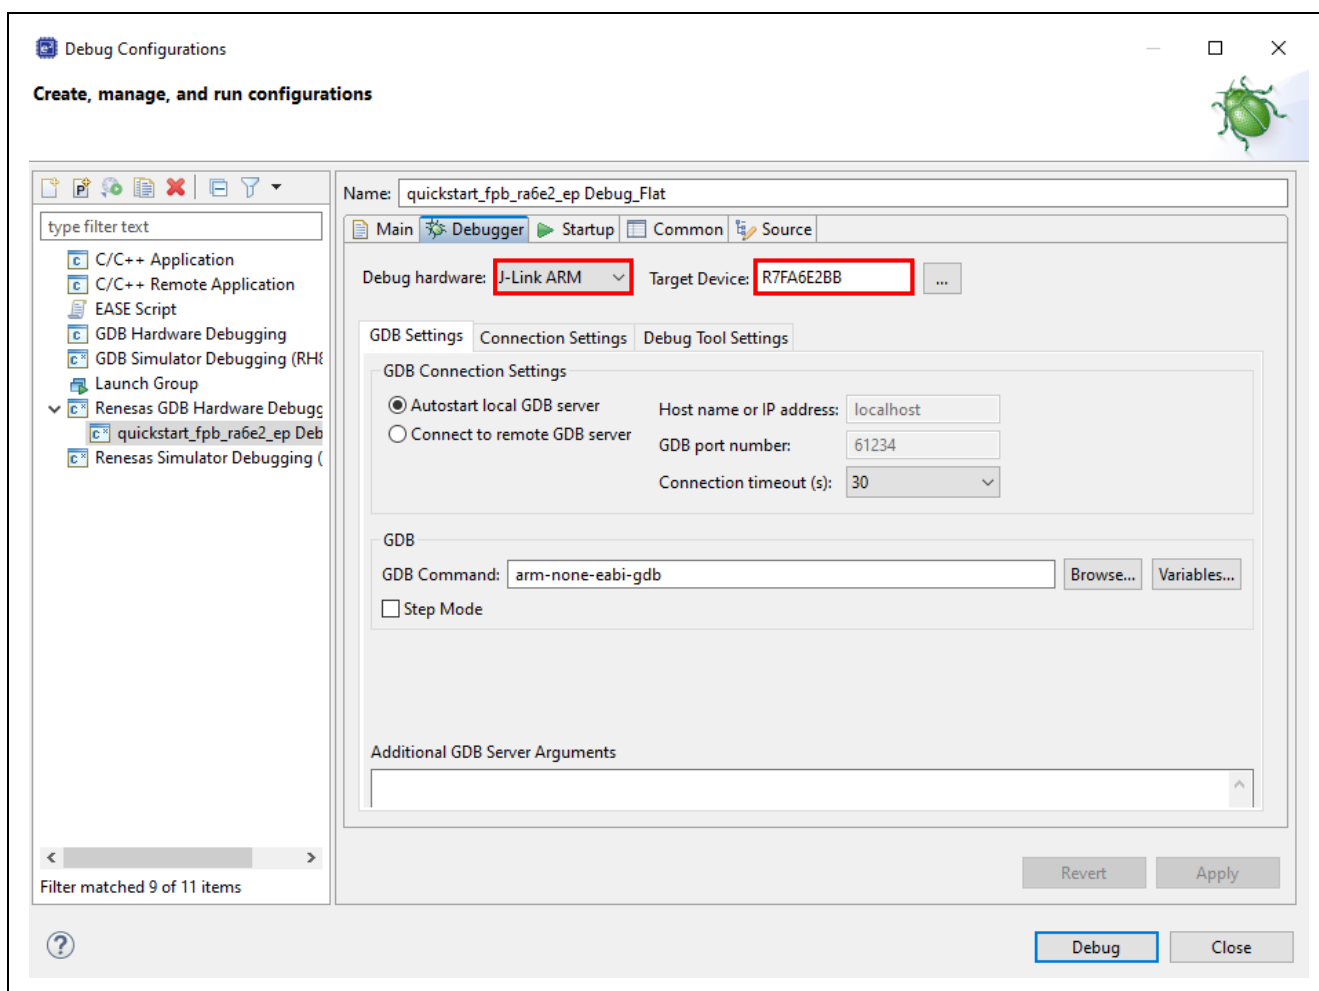 Debug Configurations
Create, manage, and run configurations
Name: quickstart_fpb_ra6e2_ep Debug_Flat
type filter text
C/C++ Application
C/C++ Remote Application
EASE Script
GDB Hardware Debugging
GDB Simulator Debugging (RH8
Launch Group
Renesas GDB Hardware Debugg
quickstart_fpb_ra6e2_ep Deb
Renesas Simulator Debugging (
Filter matched 9 of 11 items
Main Debugger Startup Common Source
Debug hardware: J-Link ARM Target Device: R7FA6E2BB ...
GDB Settings Connection Settings Debug Tool Settings
GDB Connection Settings
Autostart local GDB server
Connect to remote GDB server
Host name or IP address: localhost
GDB port number: 61234
Connection timeout (s): 30
GDB
GDB Command: arm-none-eabi-gdb Browse... Variables...
Step Mode
Additional GDB Server Arguments
Revert Apply
Debug Close